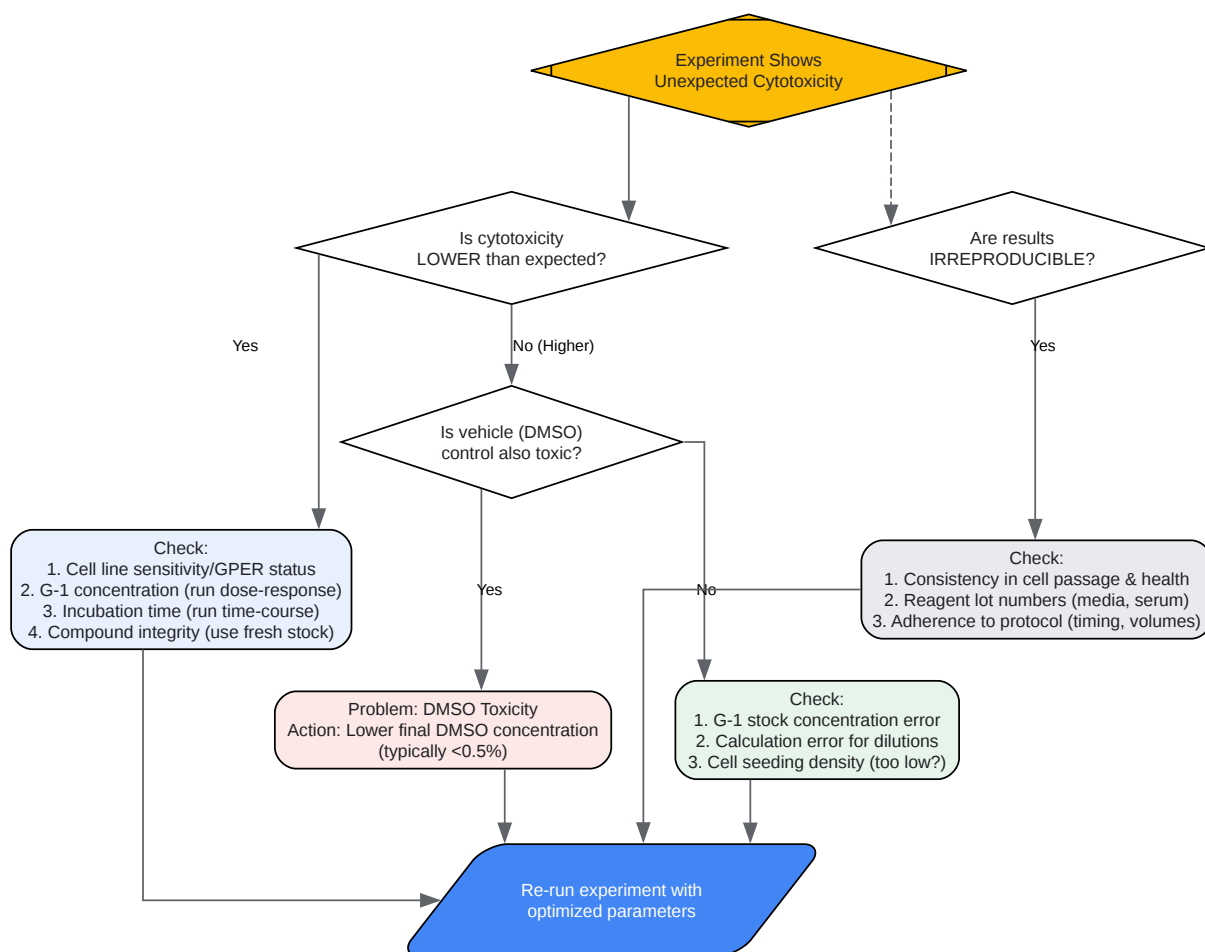 Experiment Shows
Unexpected Cytotoxicity
Is cytotoxicity
LOWER than expected?
Are results
IRREPRODUCIBLE?
Yes
No (Higher)
Yes
Is vehicle (DMSO)
control also toxic?
Check:
1. Cell line sensitivity/GPER status
2. G-1 concentration (run dose-response)
3. Incubation time (run time-course)
4. Compound integrity (use fresh stock)
Yes
No
Check:
1. Consistency in cell passage & health
2. Reagent lot numbers (media, serum)
3. Adherence to protocol (timing, volumes)
Problem: DMSO Toxicity
Action: Lower final DMSO concentration
(typically <0.5%)
Check:
1. G-1 stock concentration error
2. Calculation error for dilutions
3. Cell seeding density (too low?)
Re-run experiment with
optimized parameters